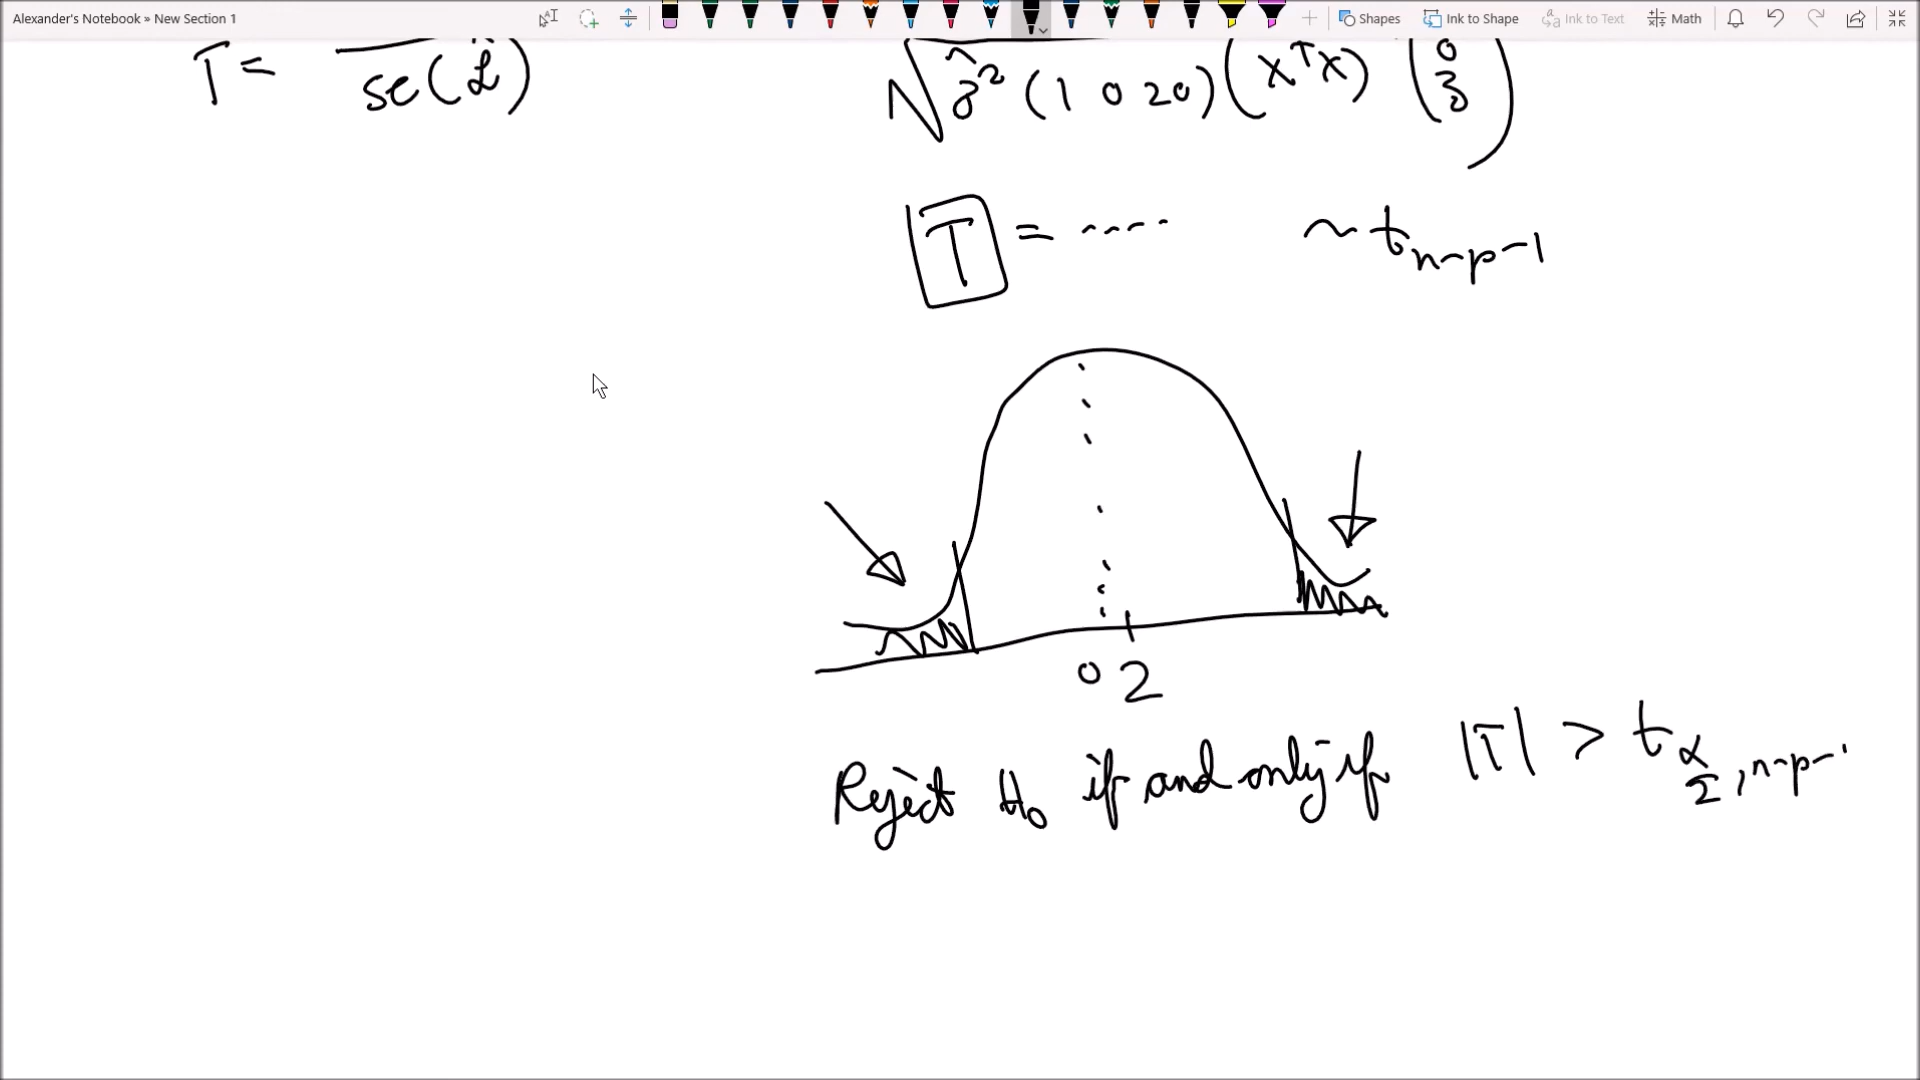 Alexander's Notebook » New Section 1
Shapes Ink to Shape Ink to Text Math
T =
se(L̂)
√σ̂² (1 0 20) (XᵀX) (0
T = ---- ~ t n-p-1
0 2
Reject H₀ if and only if |T| > t α/2, n-p-1